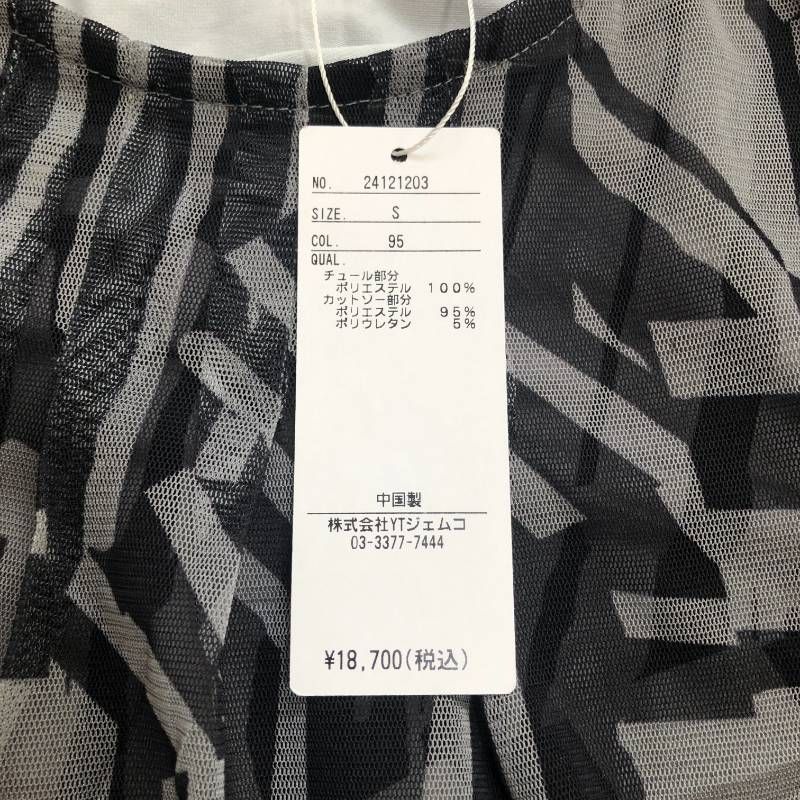 NO. 24121203
SIZE. S
COL. 95
QUAL.
チュール部分
ポリエステル 100%
カットソー部分
ポリエステル 95%
ポリウレタン 5%
中国製
株式会社YTジェムコ
03-3377-7444
¥18,700(税込)